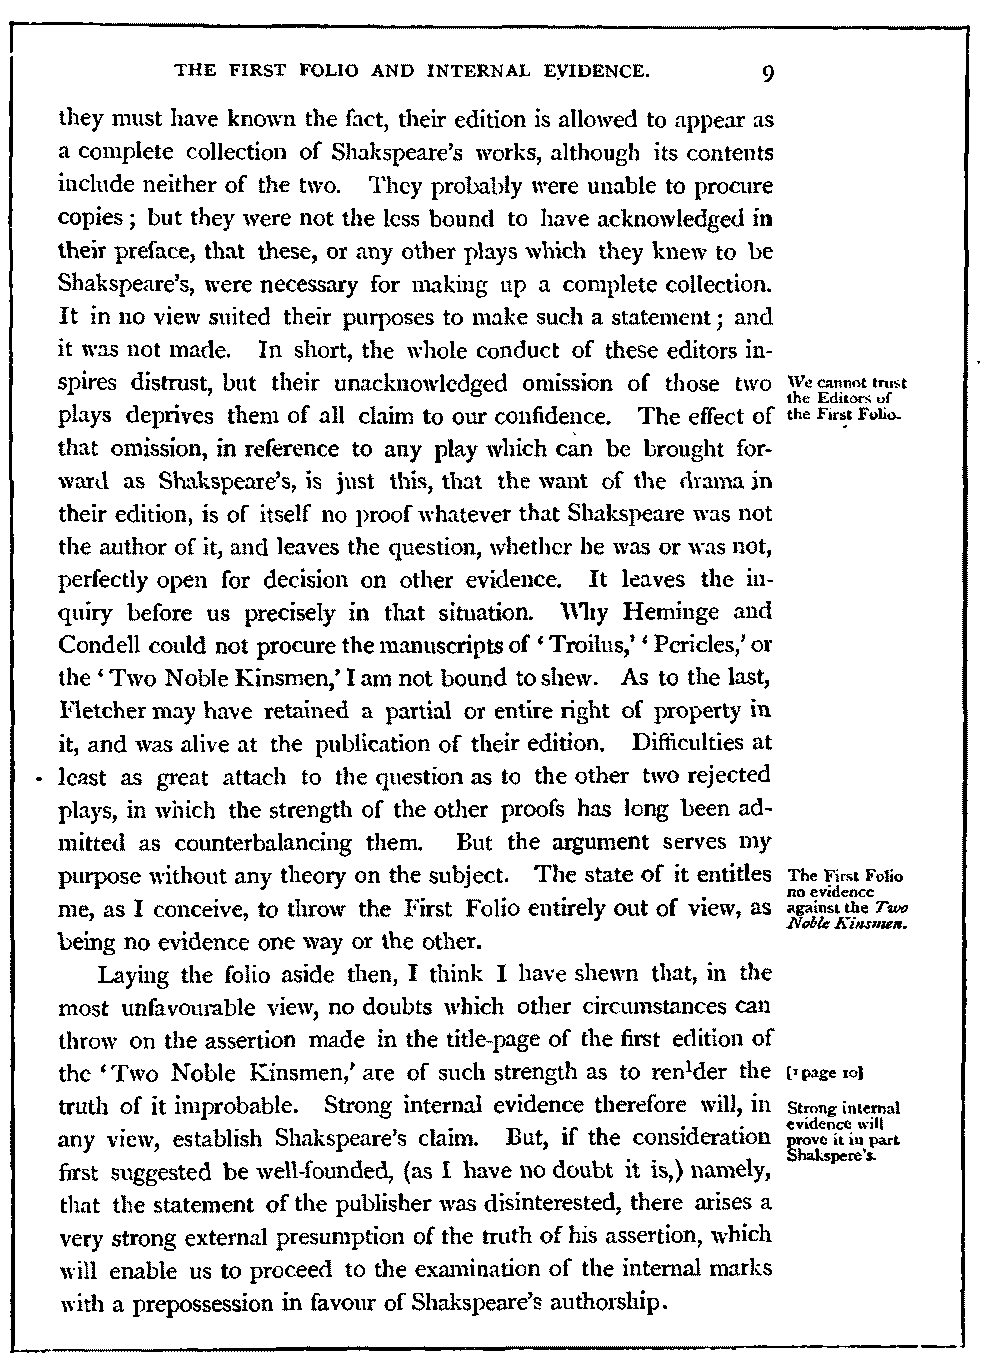 THE FIRST FOLIO AND INTERNAL EVIDENCE. 9
they must have known the fact, their edition is allowed to appear as
a complete collection of Shakspeare's works, although its contents
include neither of the two. They probably were unable to procure
copies; but they were not the less bound to have acknowledged in
their preface, that these, or any other plays which they knew to be
Shakspeare's, were necessary for making up a complete collection.
It in no view suited their purposes to make such a statement; and
it was not made. In short, the whole conduct of these editors in-
spires distrust, but their unacknowledged omission of those two
plays deprives them of all claim to our confidence. The effect of
that omission, in reference to any play which can be brought for-
ward as Shakspeare's, is just this, that the want of the drama in
their edition, is of itself no proof whatever that Shakspeare was not
the author of it, and leaves the question, whether he was or was not,
perfectly open for decision on other evidence. It leaves the in-
quiry before us precisely in that situation. Why Heminge and
Condell could not procure the manuscripts of 'Troilus,' 'Pericles,' or
the 'Two Noble Kinsmen,' I am not bound to shew. As to the last,
Fletcher may have retained a partial or entire right of property in
it, and was alive at the publication of their edition. Difficulties at
least as great attach to the question as to the other two rejected
plays, in which the strength of the other proofs has long been ad-
mitted as counterbalancing them. But the argument serves my
purpose without any theory on the subject. The state of it entitles
me, as I conceive, to throw the First Folio entirely out of view, as
being no evidence one way or the other.
Laying the folio aside then, I think I have shewn that, in the
most unfavourable view, no doubts which other circumstances can
throw on the assertion made in the title-page of the first edition of
the 'Two Noble Kinsmen,' are of such strength as to ren¹der the
truth of it improbable. Strong internal evidence therefore will, in
any view, establish Shakspeare's claim. But, if the consideration
first suggested be well-founded, (as I have no doubt it is,) namely,
that the statement of the publisher was disinterested, there arises a
very strong external presumption of the truth of his assertion, which
will enable us to proceed to the examination of the internal marks
with a prepossession in favour of Shakspeare's authorship.
We cannot trust
the Editors of
the First Folio.
The First Folio
no evidence
against the Two
Noble Kinsmen.
[¹ page 10]
Strong internal
evidence will
prove it in part
Shakspere's.